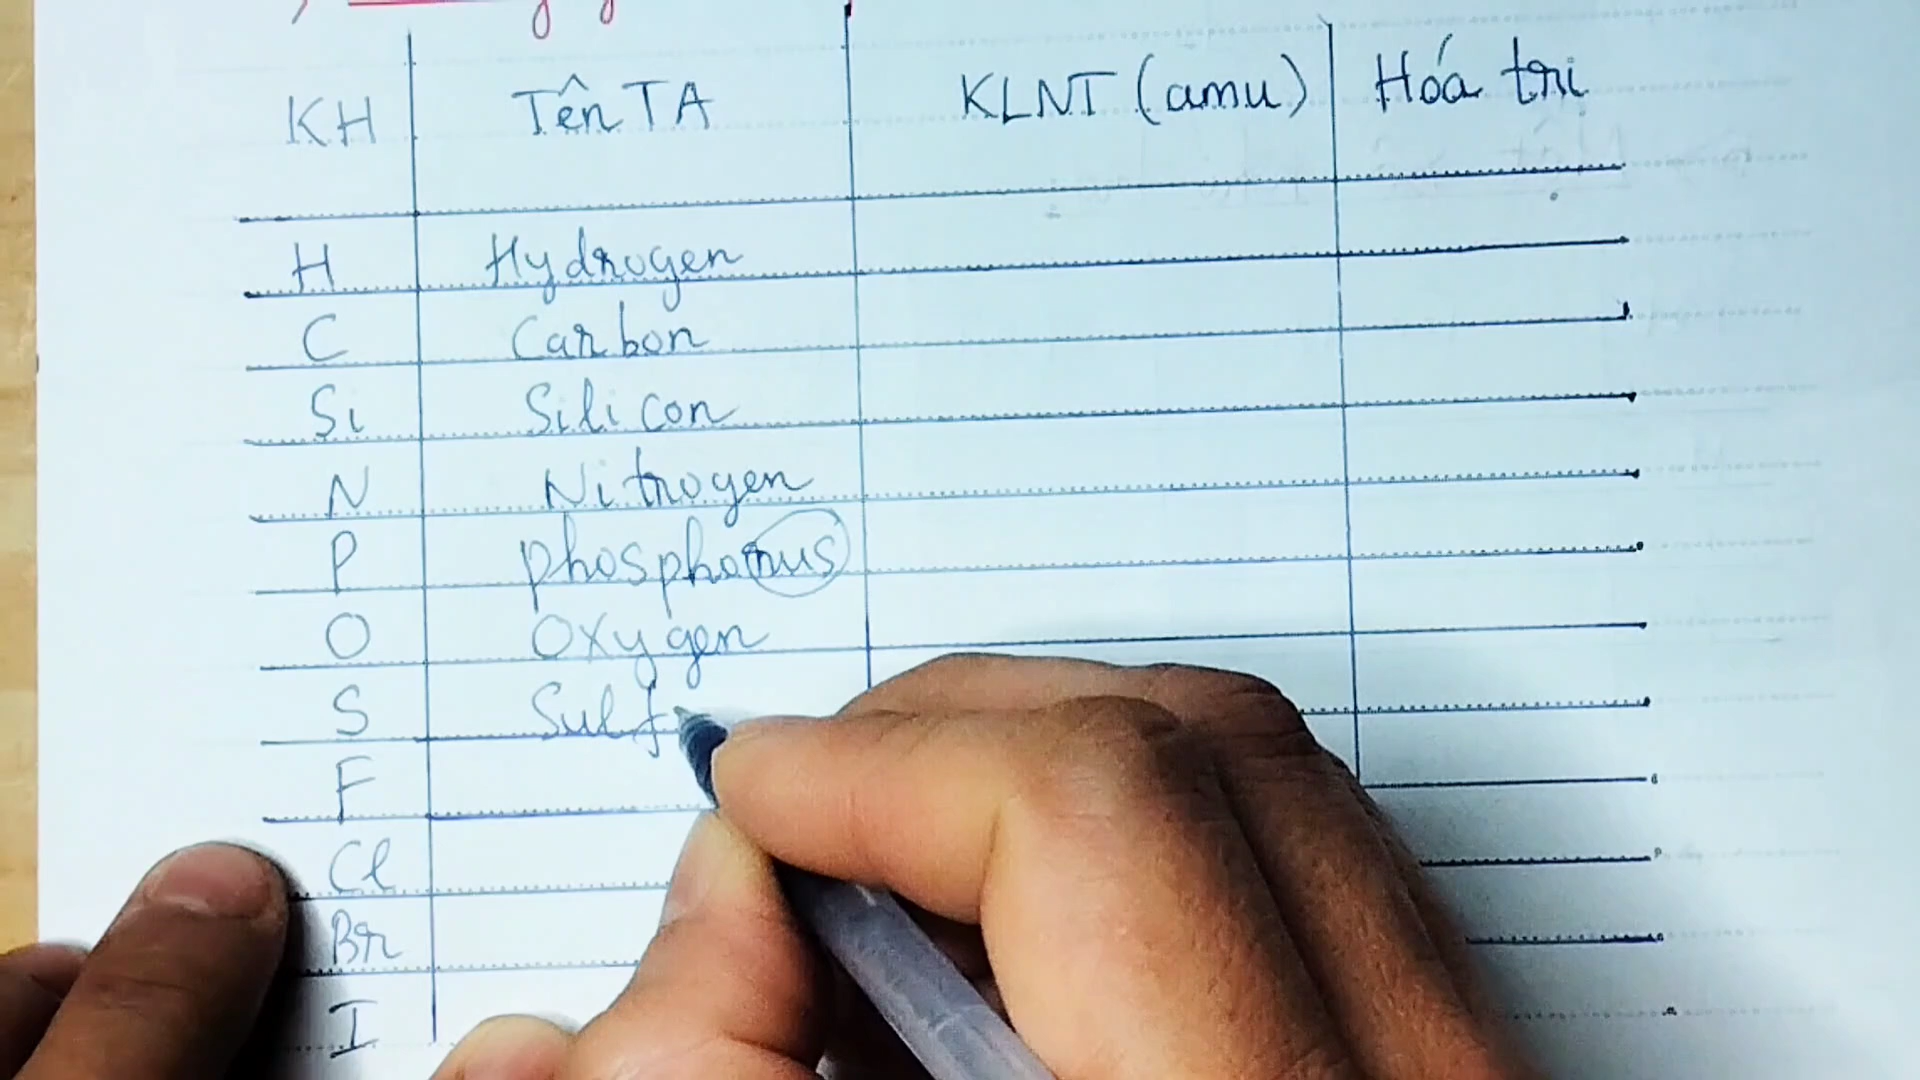 KH Tên TA KLNT (amu) Hóa trị
H Hydrogen
C Carbon
Si Silicon
N Nitrogen
P phosphorus
O Oxygen
S Sulf
F
Cl
Br
I